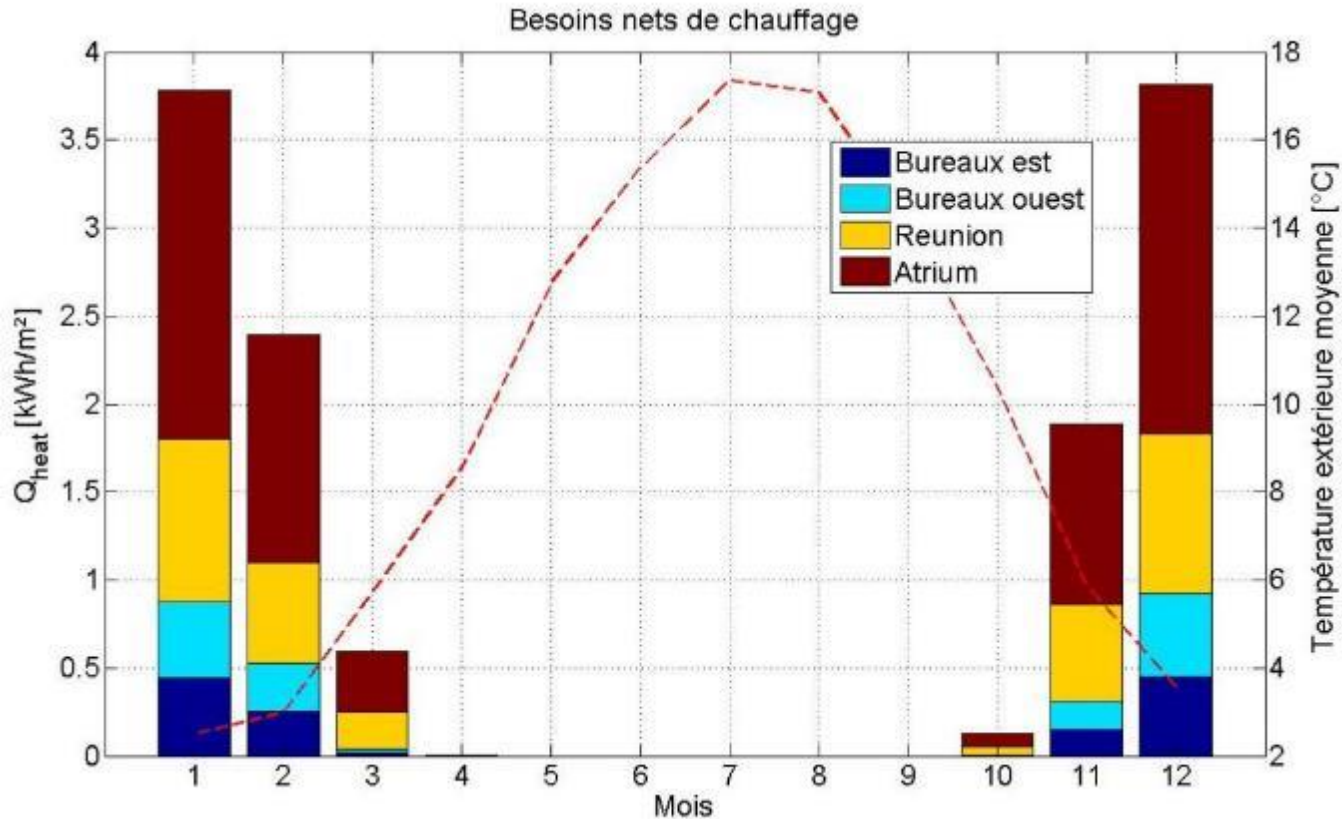 Besoins nets de chauffage
4
3.5
3
2.5
2
1.5
1
0.5
0
Q_heat [kWh/m²]
18
16
14
12
10
8
6
4
2
Température extérieure moyenne [°C]
Bureaux est
Bureaux ouest
Reunion
Atrium
1 2 3 4 5 6 7 8 9 10 11 12
Mois